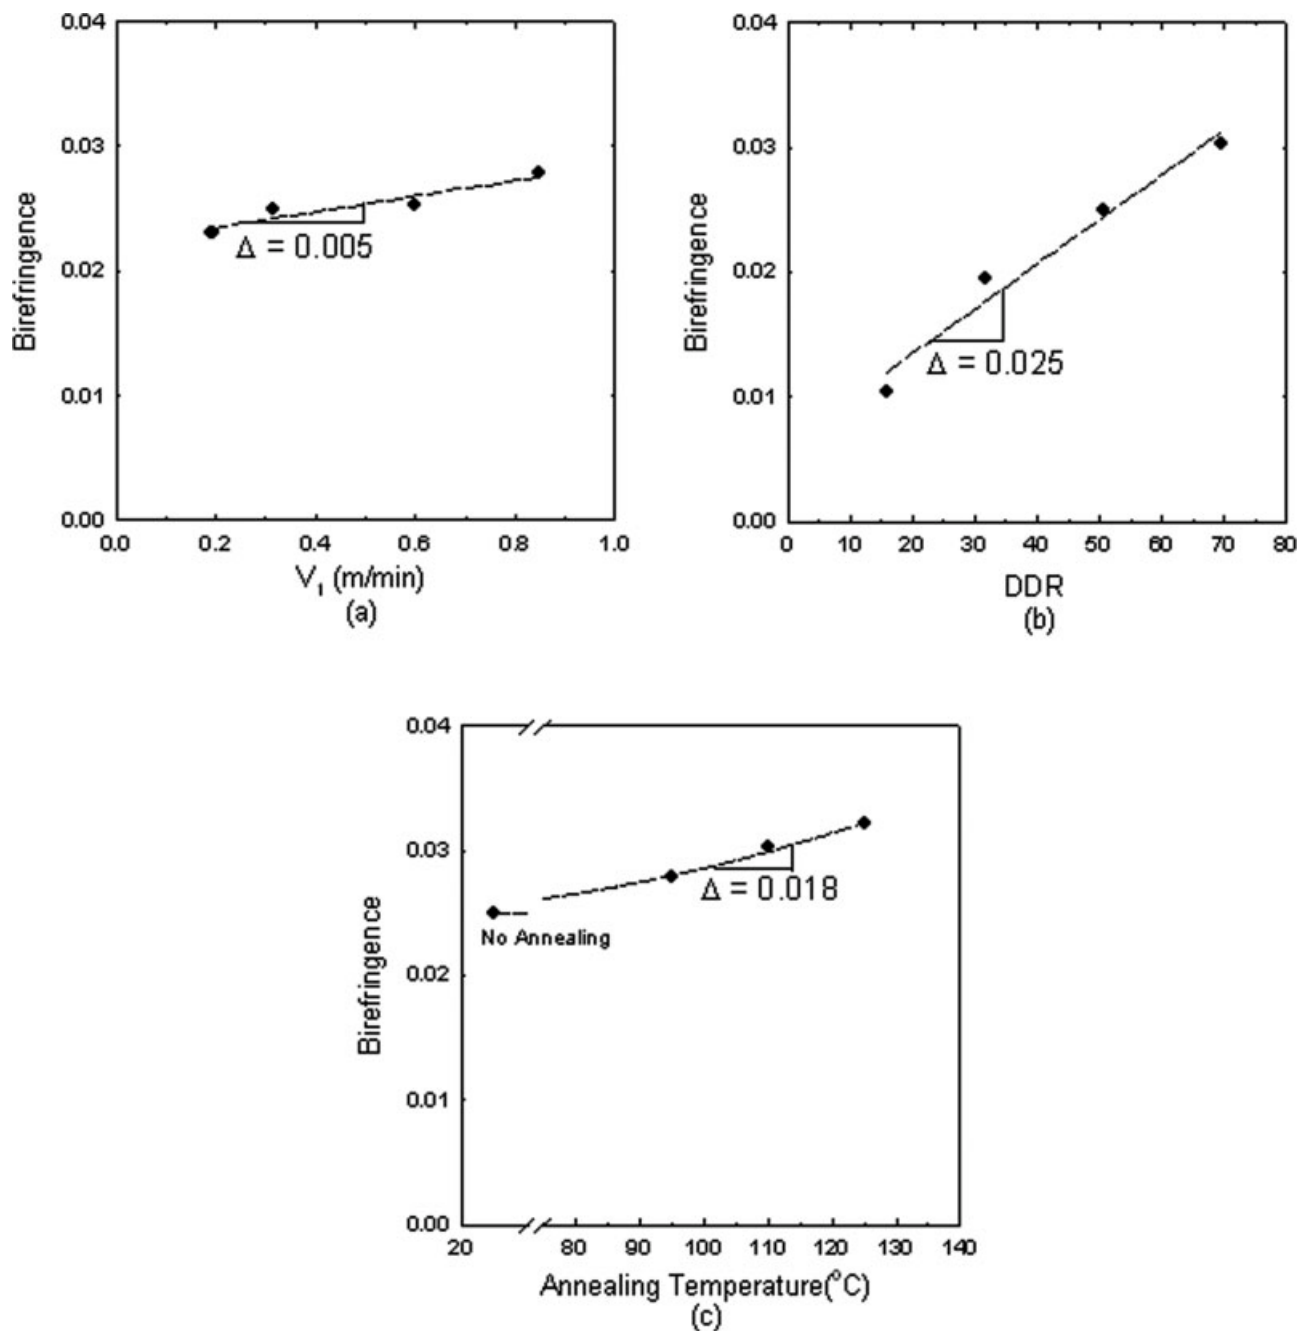 0.04
0.03
0.02
0.01
0.00
Birefringence
Δ = 0.005
0.0 0.2 0.4 0.6 0.8 1.0
V₁ (m/min)
(a)
0.04
0.03
0.02
0.01
0.00
Birefringence
Δ = 0.025
0 10 20 30 40 50 60 70 80
DDR
(b)
0.04
0.03
0.02
0.01
0.00
Birefringence
Δ = 0.018
No Annealing
20 80 90 100 110 120 130 140
Annealing Temperature(°C)
(c)